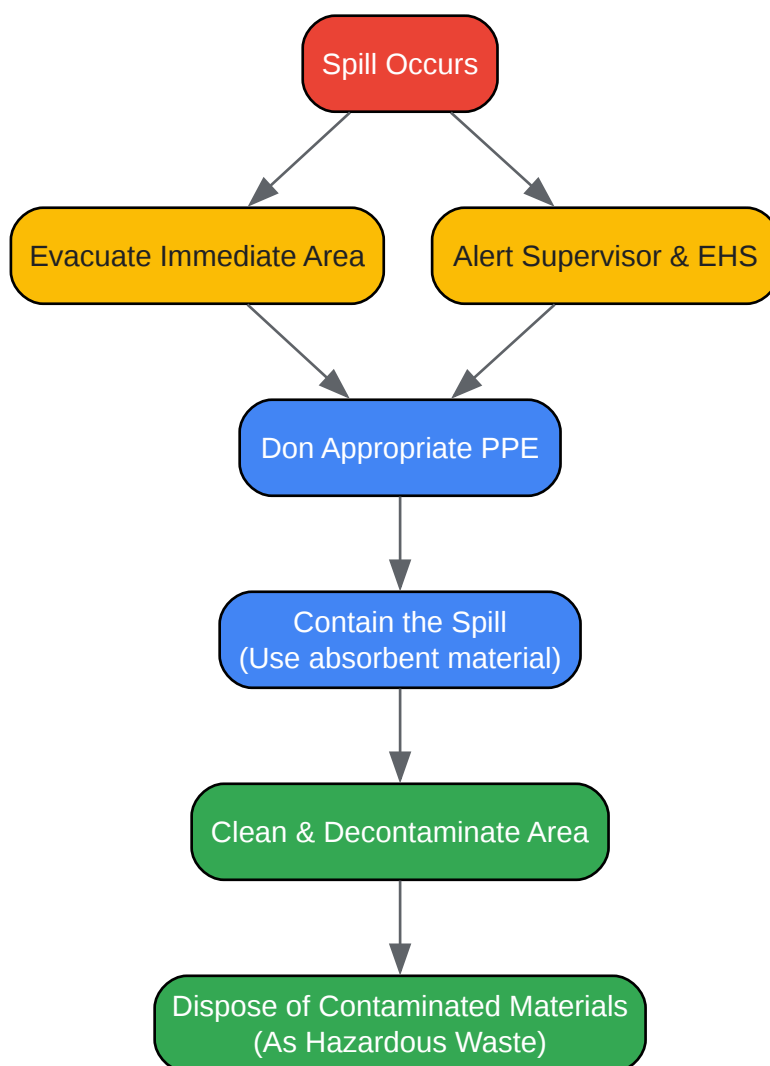 Spill Occurs
Evacuate Immediate Area
Alert Supervisor & EHS
Don Appropriate PPE
Contain the Spill
(Use absorbent material)
Clean & Decontaminate Area
Dispose of Contaminated Materials
(As Hazardous Waste)